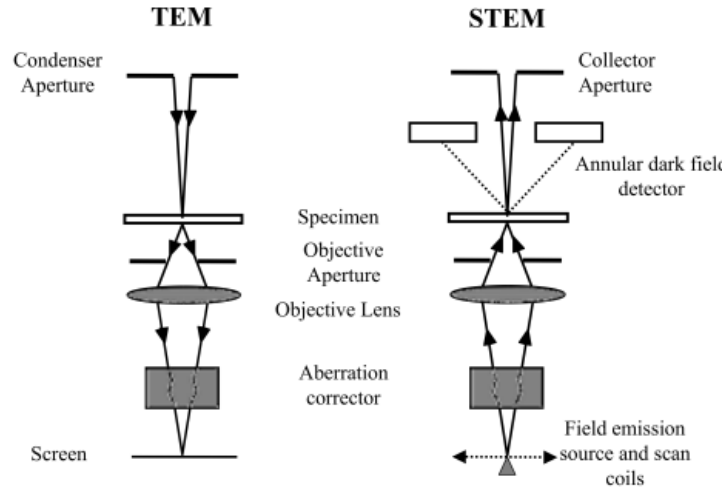 TEM
STEM
Condenser
Aperture
Collector
Aperture
Annular dark field
detector
Specimen
Objective
Aperture
Objective Lens
Aberration
corrector
Screen
Field emission
source and scan
coils